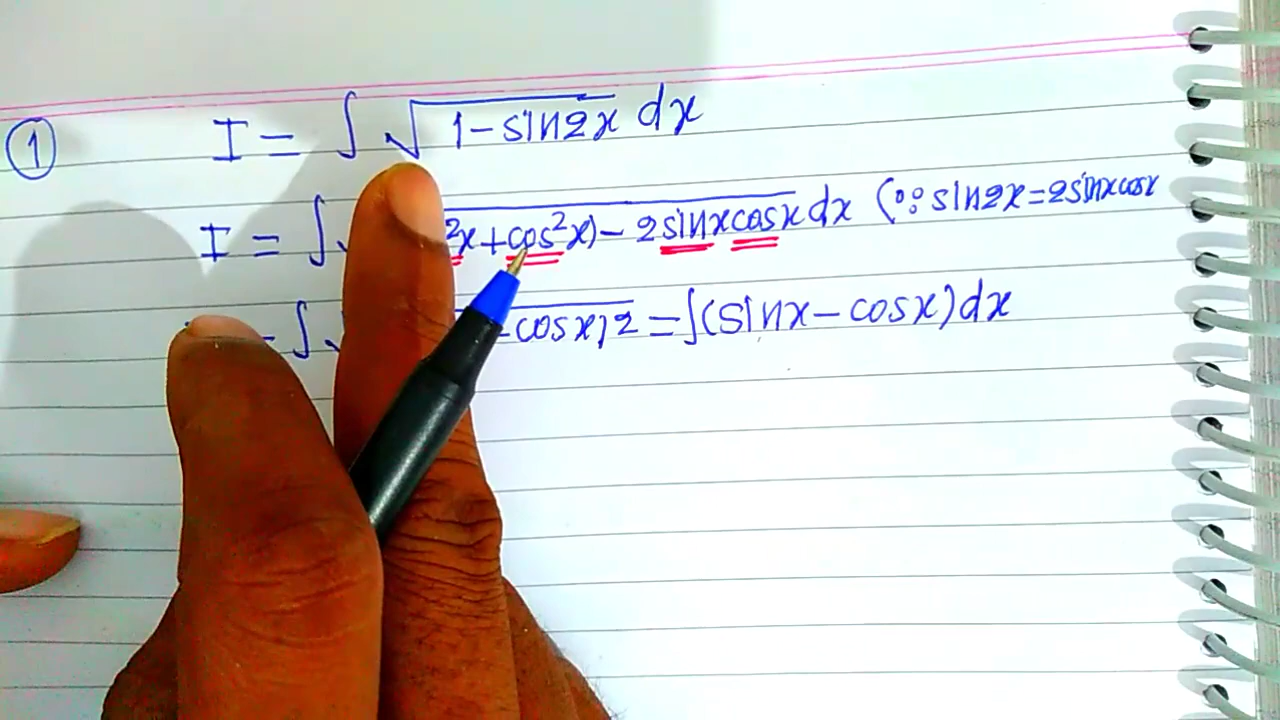 ① I = ∫ √1-sin2x dx
I = ∫ √ ²x+cos²x)- 2sinxcosx dx (∵ sin2x=2sinxcosx
= ∫ √ -cosx)2 = ∫(sinx-cosx)dx